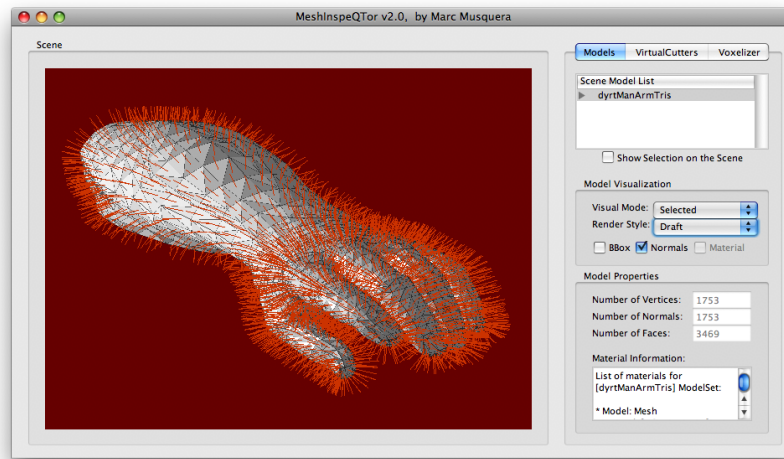 MeshInspeQTor v2.0, by Marc Musquera
Scene
Models VirtualCutters Voxelizer
Scene Model List
dyrtManArmTris
Show Selection on the Scene
Model Visualization
Visual Mode: Selected
Render Style: Draft
BBox Normals Material
Model Properties
Number of Vertices: 1753
Number of Normals: 1753
Number of Faces: 3469
Material Information:
List of materials for
[dyrtManArmTris] ModelSet:
* Model: Mesh